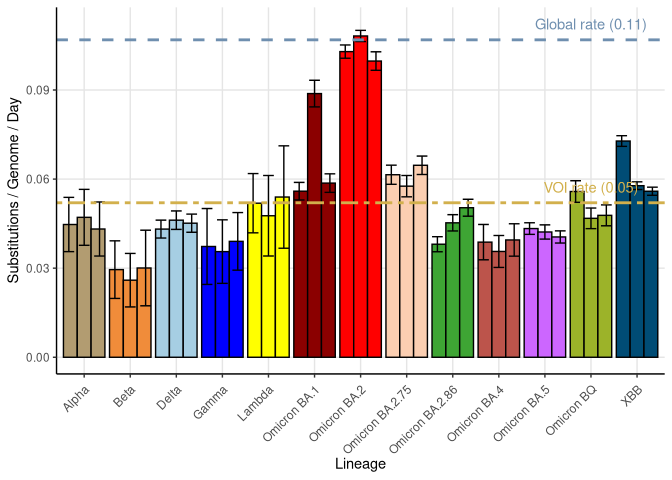 Global rate (0.11)
VOI rate (0.05)
Substitutions / Genome / Day
0.09
0.06
0.03
0.00
Alpha
Beta
Delta
Gamma
Lambda
Omicron BA.1
Omicron BA.2
Omicron BA.2.75
Omicron BA.2.86
Omicron BA.4
Omicron BA.5
Omicron BQ
XBB
Lineage